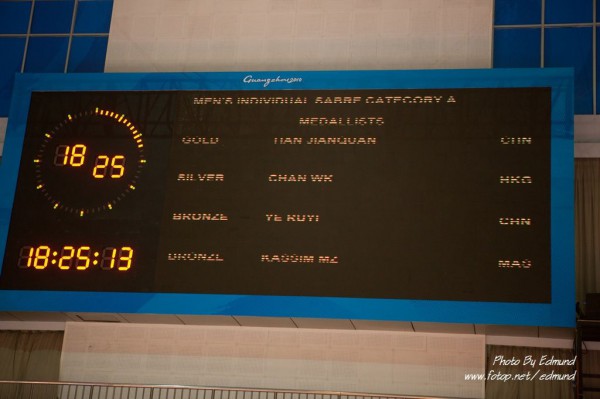 Guangzhou2010
MEN'S INDIVIDUAL SABRE CATEGORY A
MEDALLISTS
18 25
GOLD TIAN JIANQUAN CHN
SILVER CHAN WK HKG
BRONZE YE RUYI CHN
BRONZE KASSIM MZ MAS
18:25:13
Photo By Edmund
www.fotop.net/edmund